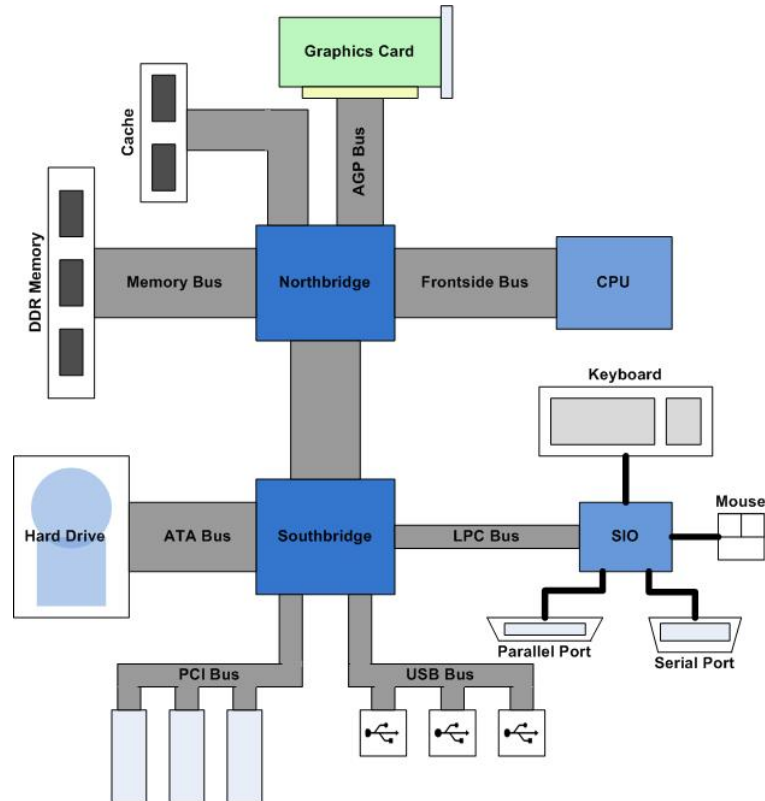 Graphics Card
Cache
AGP Bus
DDR Memory
Memory Bus
Northbridge
Frontside Bus
CPU
Keyboard
Mouse
Hard Drive
ATA Bus
Southbridge
LPC Bus
SIO
Parallel Port
Serial Port
PCI Bus
USB Bus